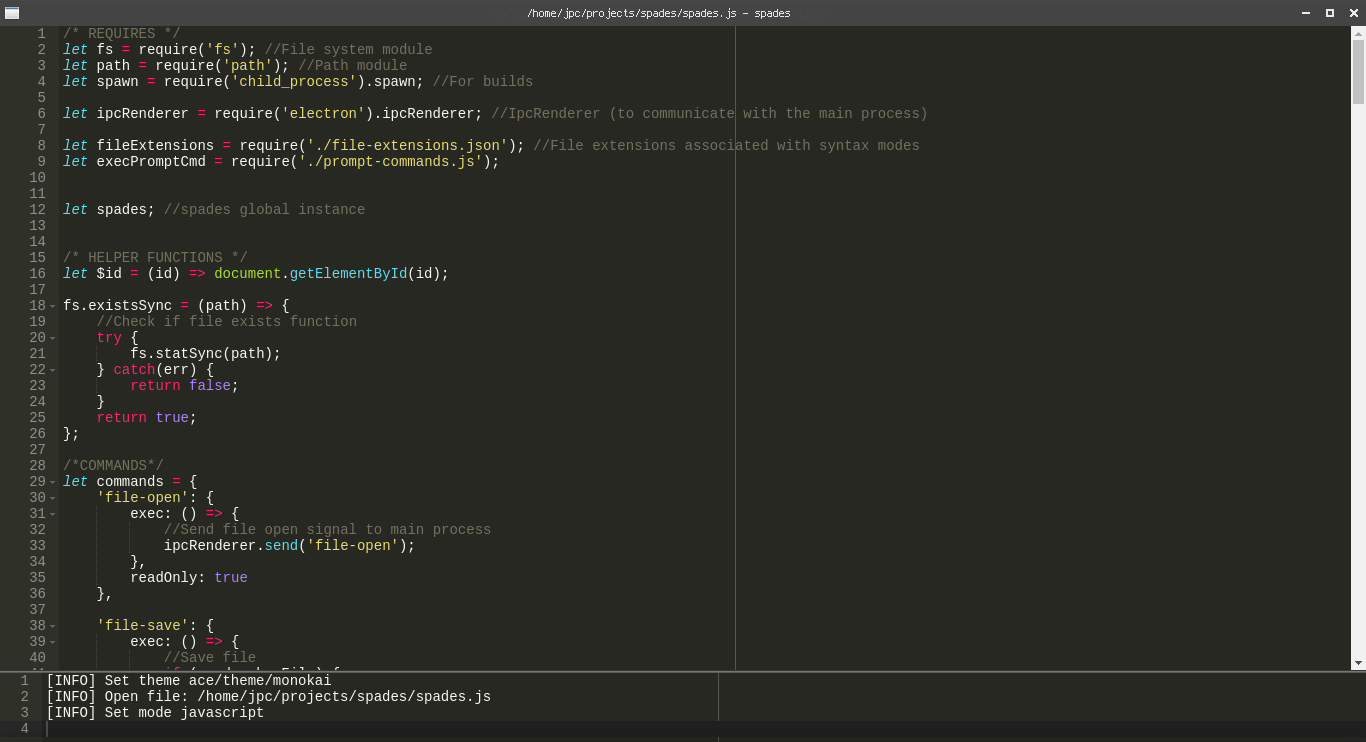 /home/jpc/projects/spades/spades.js - spades
1 /* REQUIRES */
2 let fs = require('fs'); //File system module
3 let path = require('path'); //Path module
4 let spawn = require('child_process').spawn; //For builds
5
6 let ipcRenderer = require('electron').ipcRenderer; //IpcRenderer (to communicate with the main process)
7
8 let fileExtensions = require('./file-extensions.json'); //File extensions associated with syntax modes
9 let execPromptCmd = require('./prompt-commands.js');
10
11
12 let spades; //spades global instance
13
14
15 /* HELPER FUNCTIONS */
16 let $id = (id) => document.getElementById(id);
17
18 fs.existsSync = (path) => {
19     //Check if file exists function
20     try {
21         fs.statSync(path);
22     } catch(err) {
23         return false;
24     }
25     return true;
26 };
27
28 /*COMMANDS*/
29 let commands = {
30     'file-open': {
31         exec: () => {
32             //Send file open signal to main process
33             ipcRenderer.send('file-open');
34         },
35         readOnly: true
36     },
37
38     'file-save': {
39         exec: () => {
40             //Save file
1 [INFO] Set theme ace/theme/monokai
2 [INFO] Open file: /home/jpc/projects/spades/spades.js
3 [INFO] Set mode javascript
4